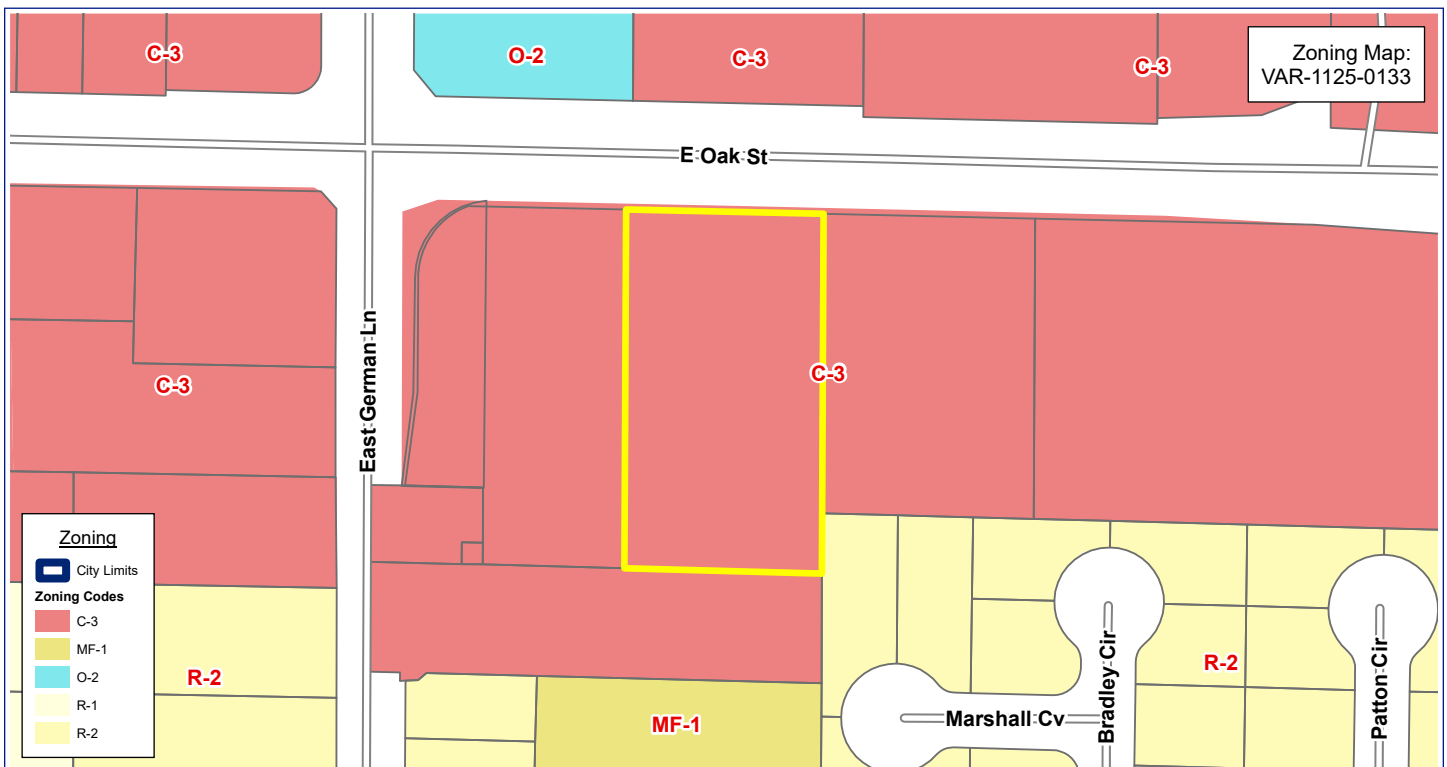 C-3
O-2
C-3
C-3
Zoning Map:
VAR-1125-0133
E Oak St
East German Ln
C-3
C-3
Zoning
City Limits
Zoning Codes
C-3
MF-1
O-2
R-1
R-2
R-2
MF-1
R-2
Marshall Cv
Bradley Cir
Patton Cir